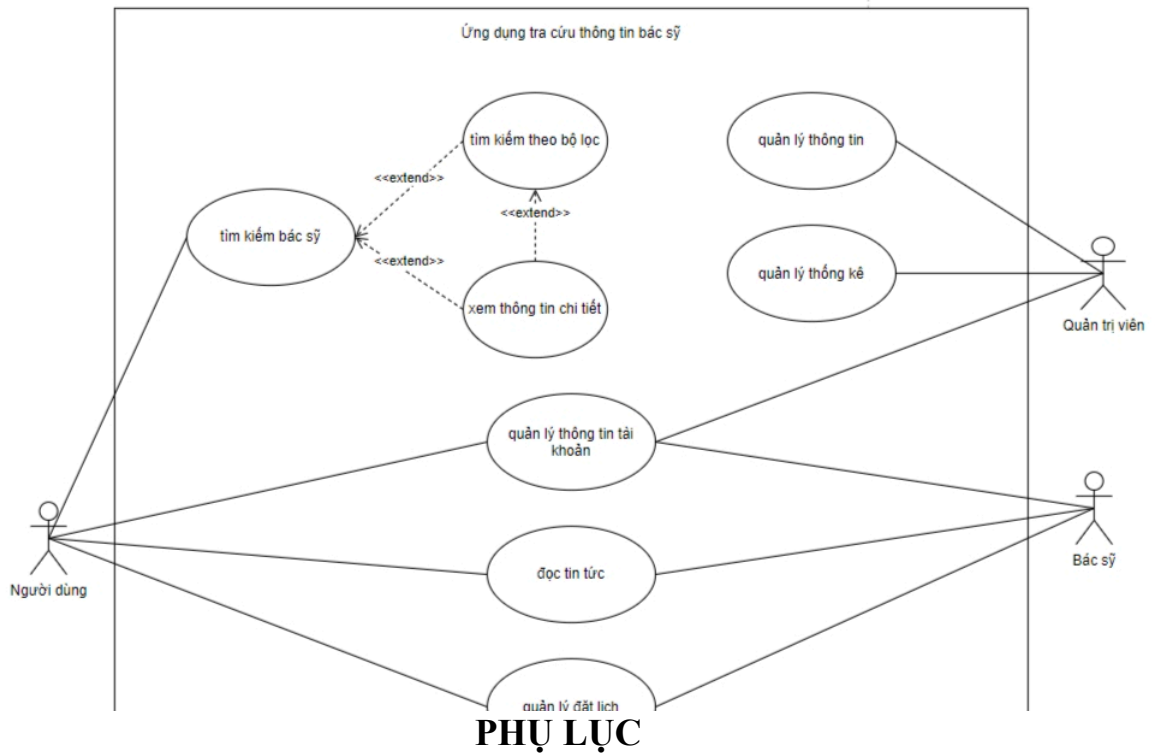 Ứng dụng tra cứu thông tin bác sỹ
tìm kiếm theo bộ lọc
quản lý thông tin
<<extend>>
<<extend>>
tìm kiếm bác sỹ
<<extend>>
quản lý thống kê
xem thông tin chi tiết
Quản trị viên
quản lý thông tin tài
khoản
Bác sỹ
đọc tin tức
Người dùng
quản lý đặt lịch
PHỤ LỤC